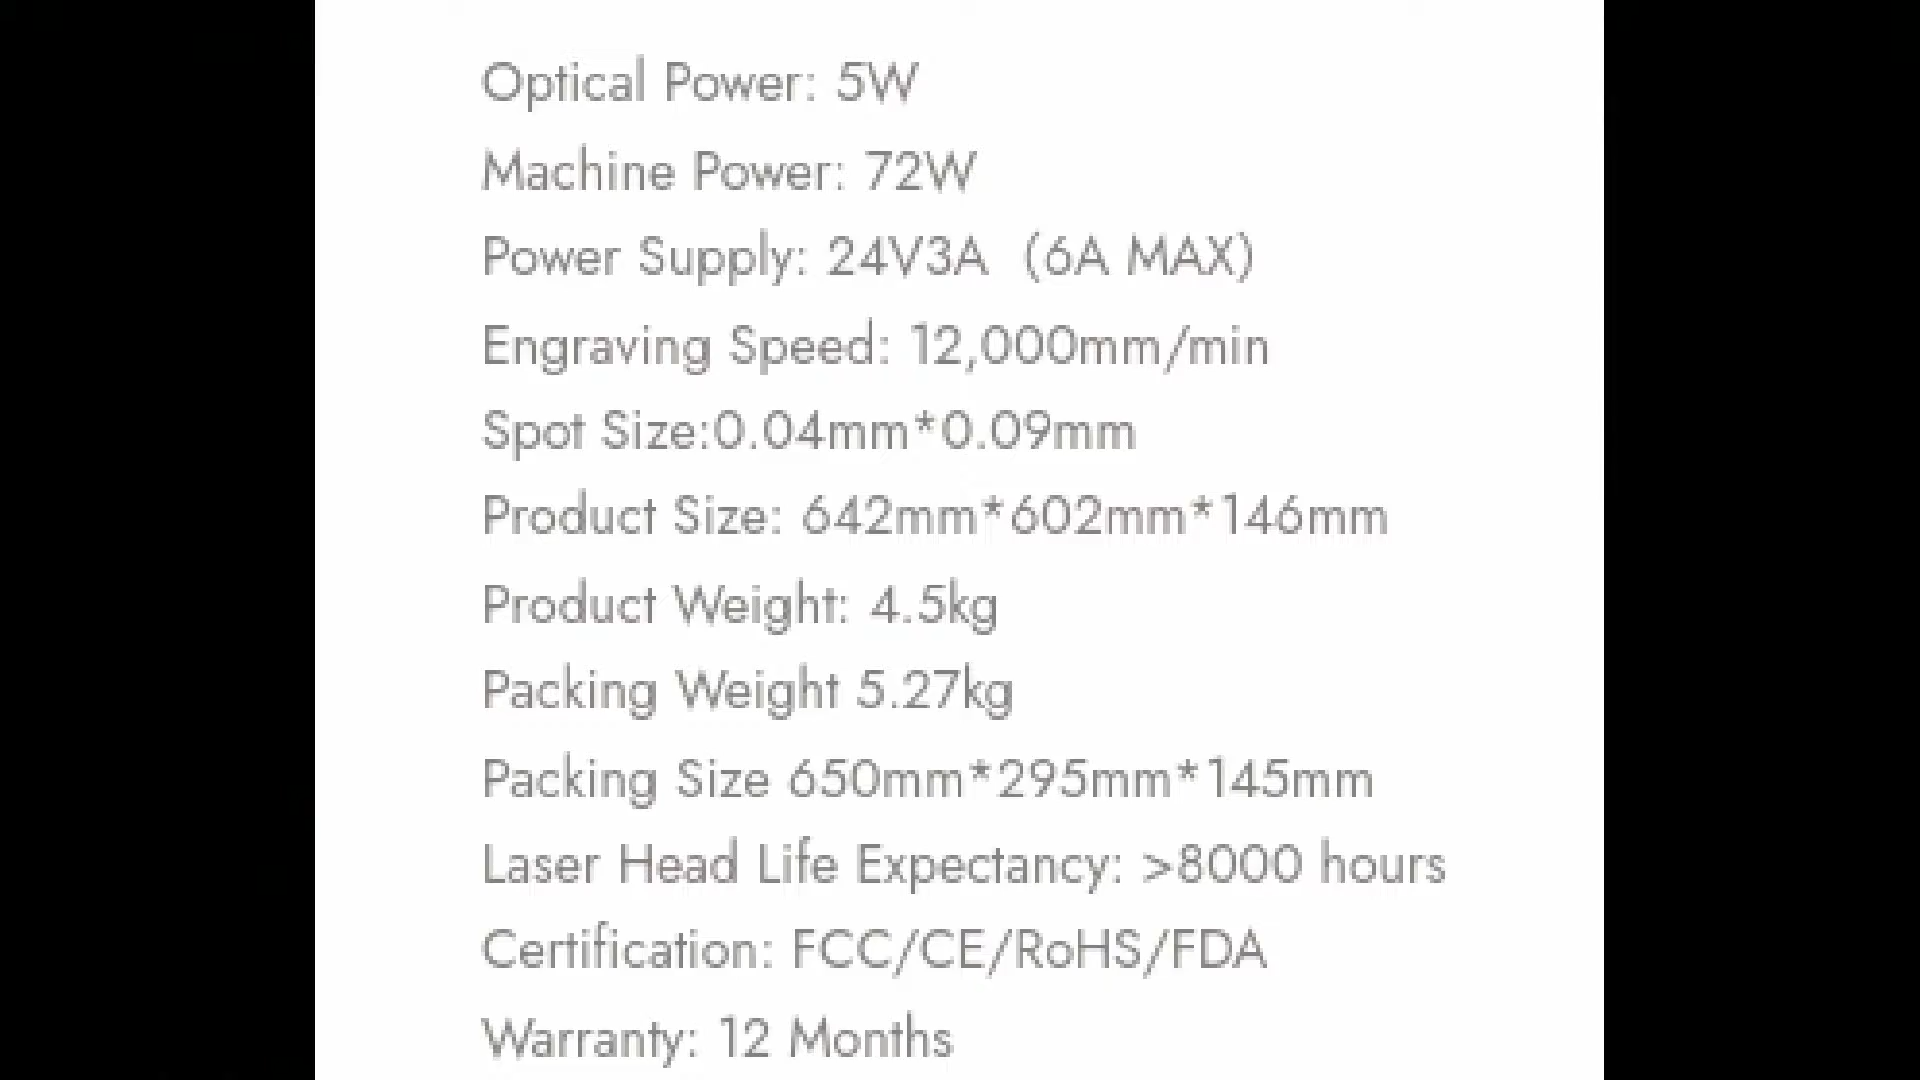 Optical Power: 5W
Machine Power: 72W
Power Supply: 24V3A (6A MAX)
Engraving Speed: 12,000mm/min
Spot Size:0.04mm*0.09mm
Product Size: 642mm*602mm*146mm
Product Weight: 4.5kg
Packing Weight 5.27kg
Packing Size 650mm*295mm*145mm
Laser Head Life Expectancy: >8000 hours
Certification: FCC/CE/RoHS/FDA
Warranty: 12 Months